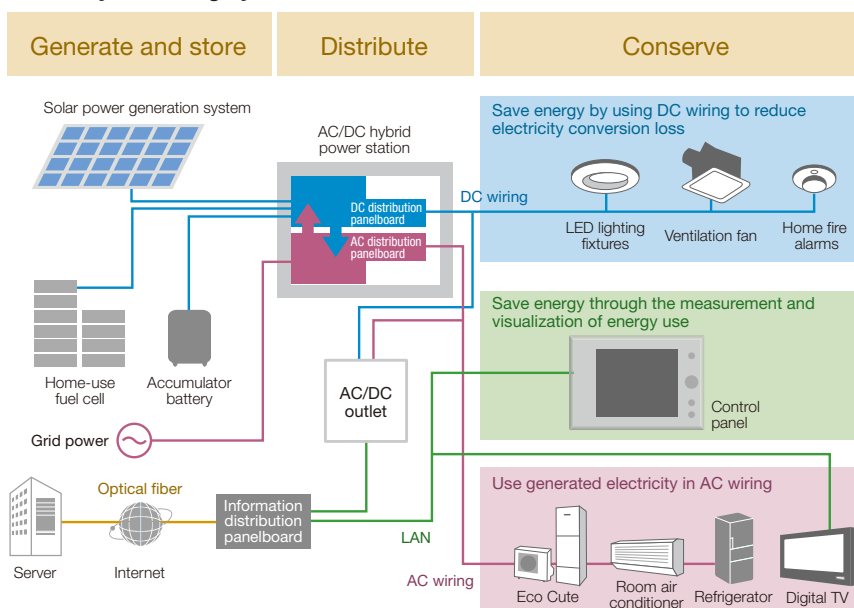 Generate and store
Distribute
Conserve
Solar power generation system
AC/DC hybrid
power station
DC distribution
panelboard
AC distribution
panelboard
DC wiring
Save energy by using DC wiring to reduce
electricity conversion loss
LED lighting
fixtures
Ventilation fan
Home fire
alarms
Home-use
fuel cell
Accumulator
battery
AC/DC
outlet
Save energy through the measurement and
visualization of energy use
Control
panel
Grid power
Optical fiber
Server
Internet
Information
distribution
panelboard
LAN
AC wiring
Use generated electricity in AC wiring
Eco Cute
Room air
conditioner
Refrigerator
Digital TV